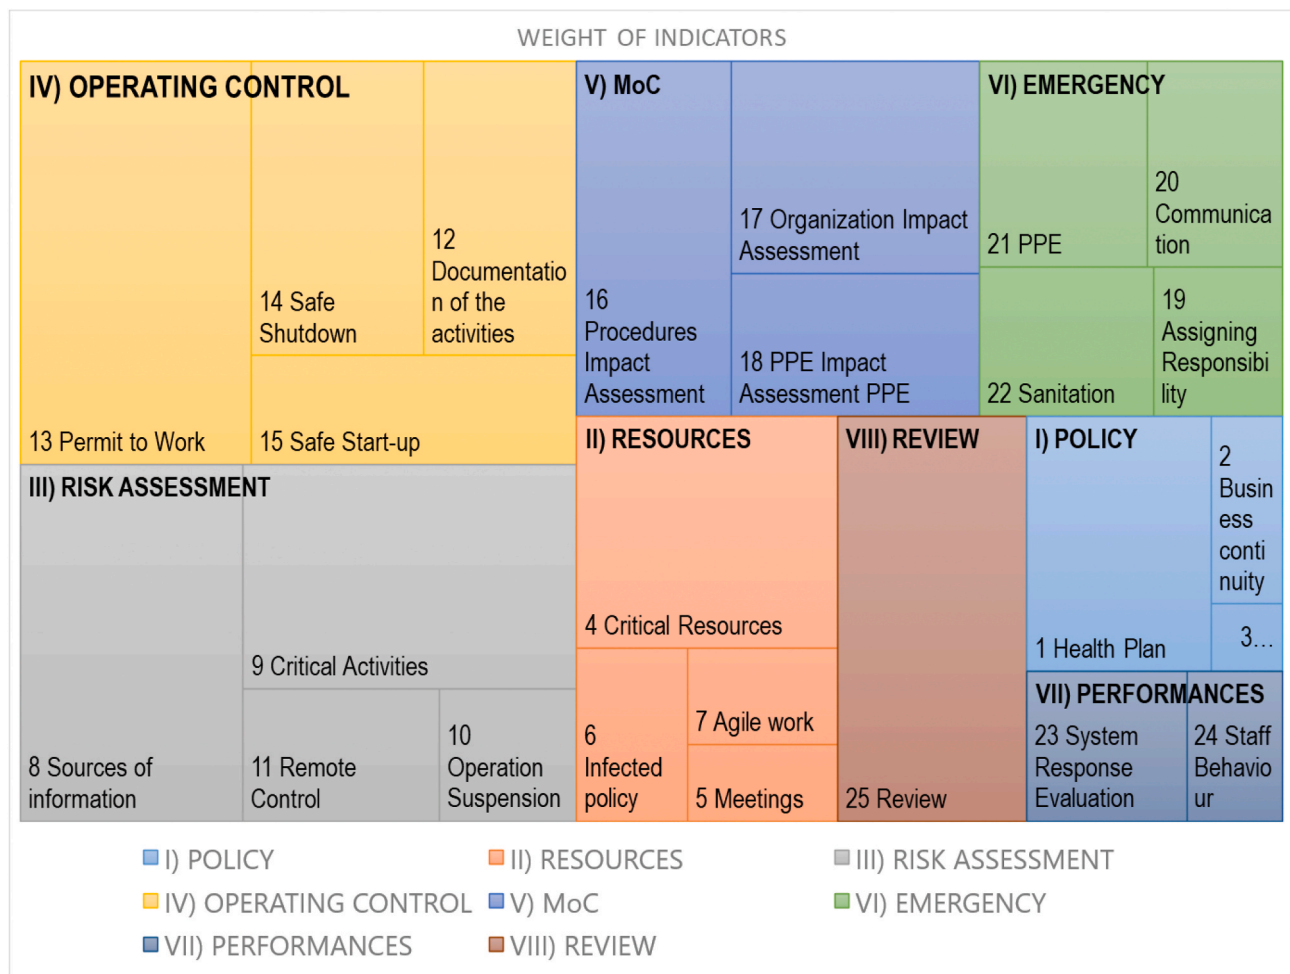 WEIGHT OF INDICATORS
IV) OPERATING CONTROL
13 Permit to Work
14 Safe
Shutdown
12
Documentatio
n of the
activities
15 Safe Start-up
V) MoC
16
Procedures
Impact
Assessment
17 Organization Impact
Assessment
18 PPE Impact
Assessment PPE
VI) EMERGENCY
21 PPE
20
Communica
tion
22 Sanitation
19
Assigning
Responsibi
lity
III) RISK ASSESSMENT
8 Sources of
information
9 Critical Activities
11 Remote
Control
10
Operation
Suspension
II) RESOURCES
4 Critical Resources
6
Infected
policy
7 Agile work
5 Meetings
VIII) REVIEW
25 Review
I) POLICY
1 Health Plan
2
Busin
ess
conti
nuity
3...
VII) PERFORMANCES
23 System
Response
Evaluation
24 Staff
Behavio
ur
I) POLICY
II) RESOURCES
III) RISK ASSESSMENT
IV) OPERATING CONTROL
V) MoC
VI) EMERGENCY
VII) PERFORMANCES
VIII) REVIEW